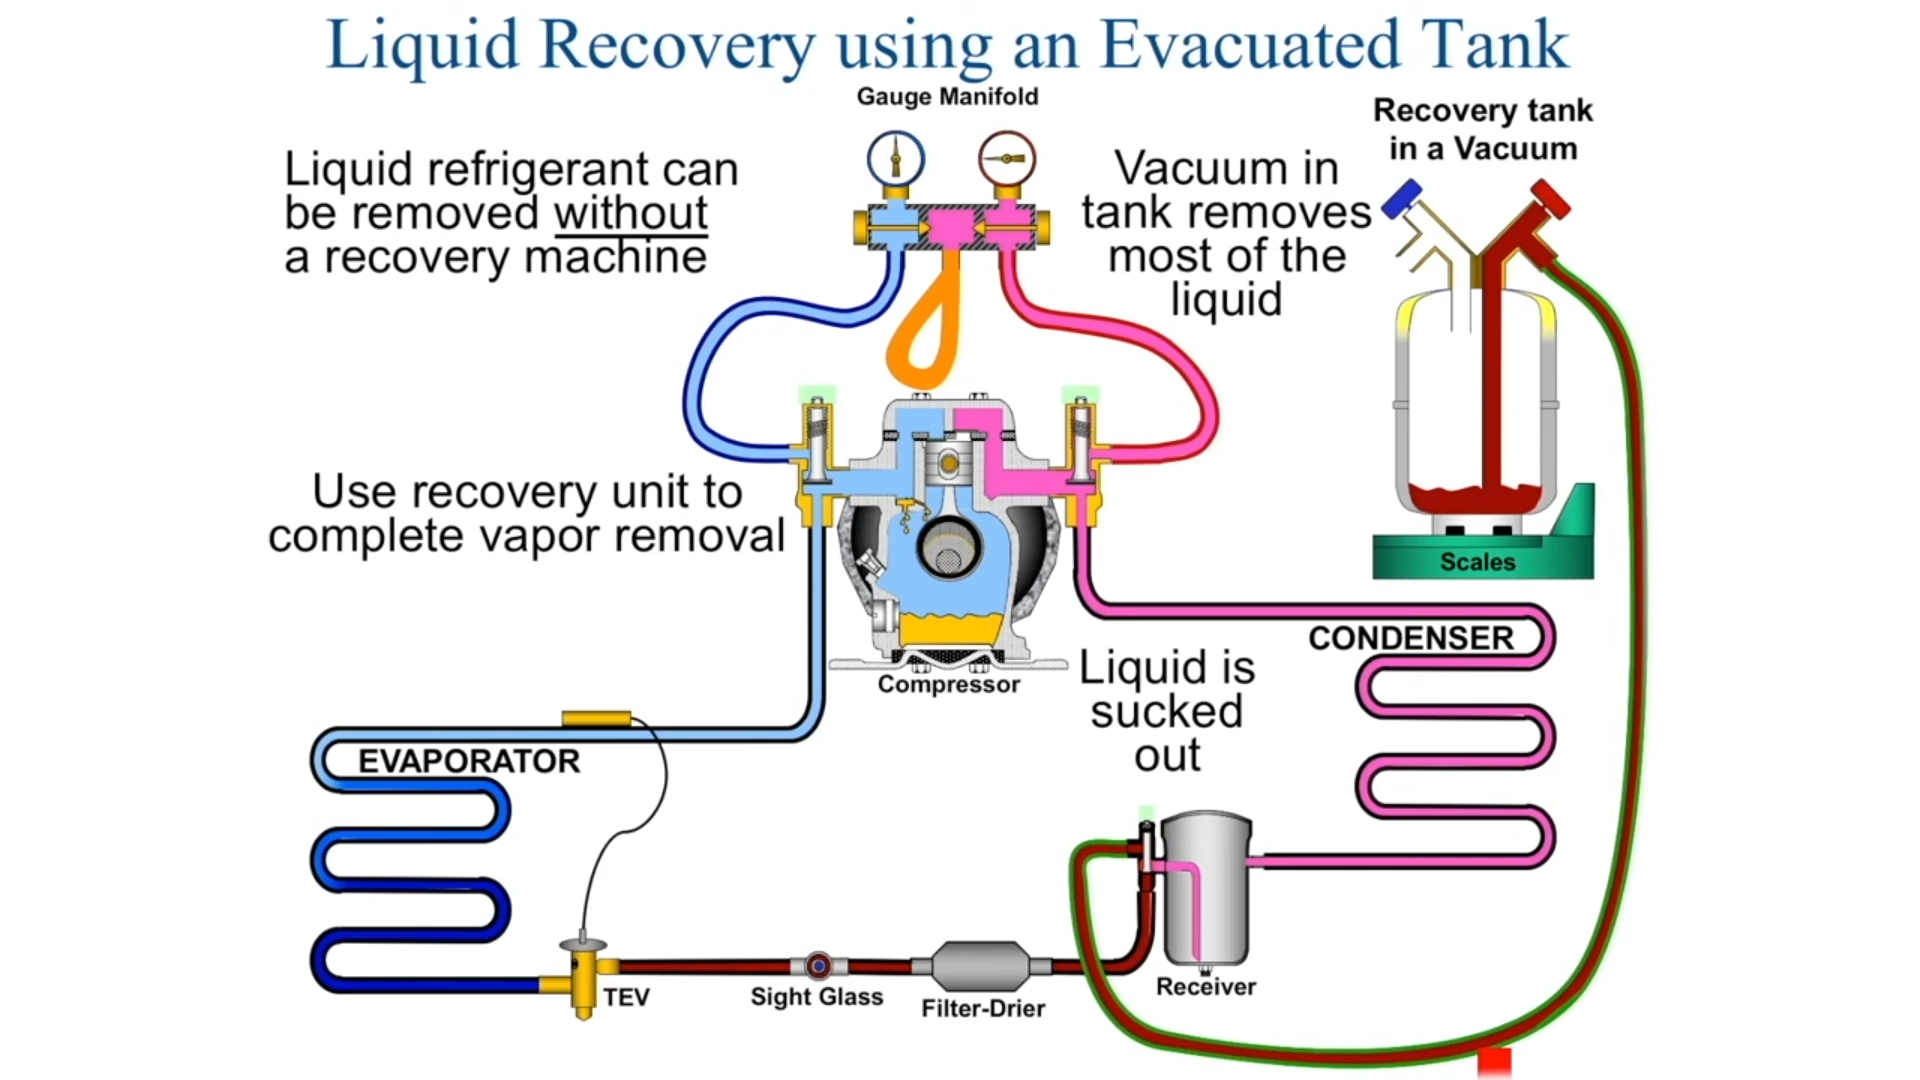 Liquid Recovery using an Evacuated Tank
Gauge Manifold
Recovery tank
in a Vacuum
Liquid refrigerant can
be removed without
a recovery machine
Vacuum in
tank removes
most of the
liquid
Use recovery unit to
complete vapor removal
Scales
CONDENSER
Compressor
Liquid is
sucked
out
EVAPORATOR
TEV
Sight Glass
Filter-Drier
Receiver